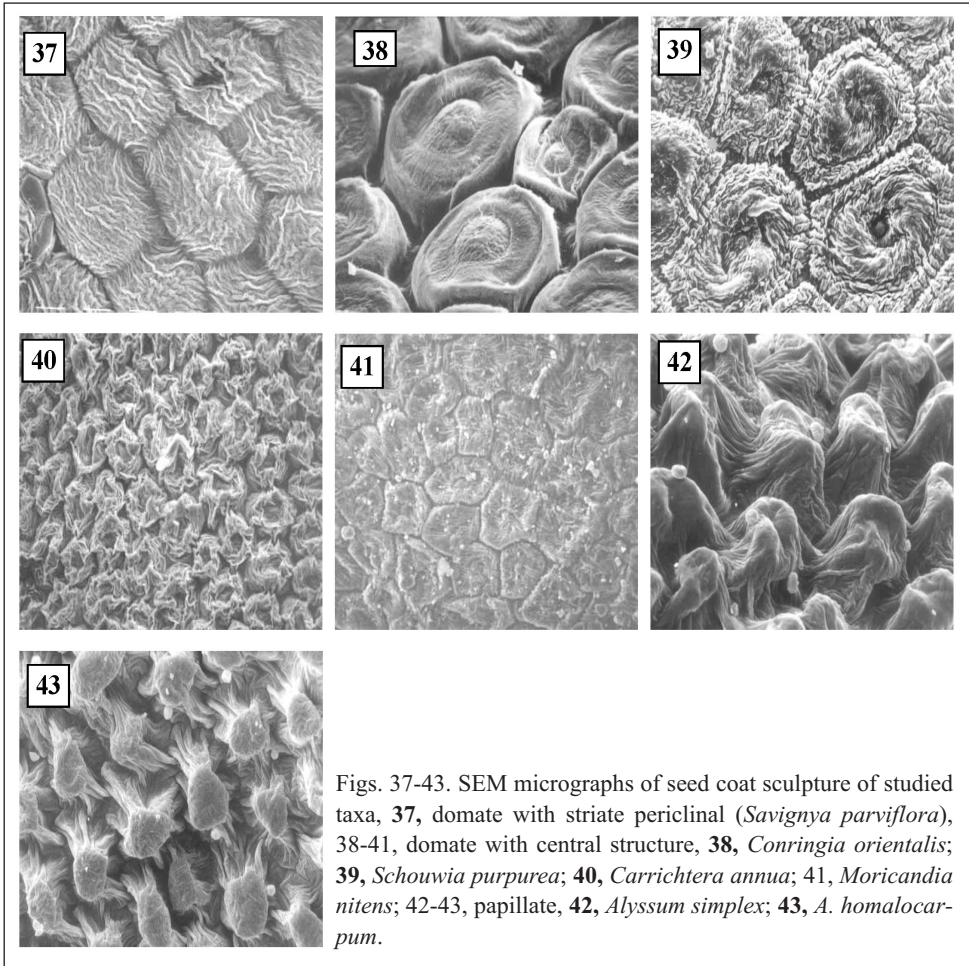 37
38
39
40
41
42
43
Figs. 37-43. SEM micrographs of seed coat sculpture of studied
taxa, 37, domate with striate periclinal (Savignya parviflora),
38-41, domate with central structure, 38, Conringia orientalis;
39, Schouwia purpurea; 40, Carrichtera annua; 41, Moricandia
nitens; 42-43, papillate, 42, Alyssum simplex; 43, A. homalocar-
pum.